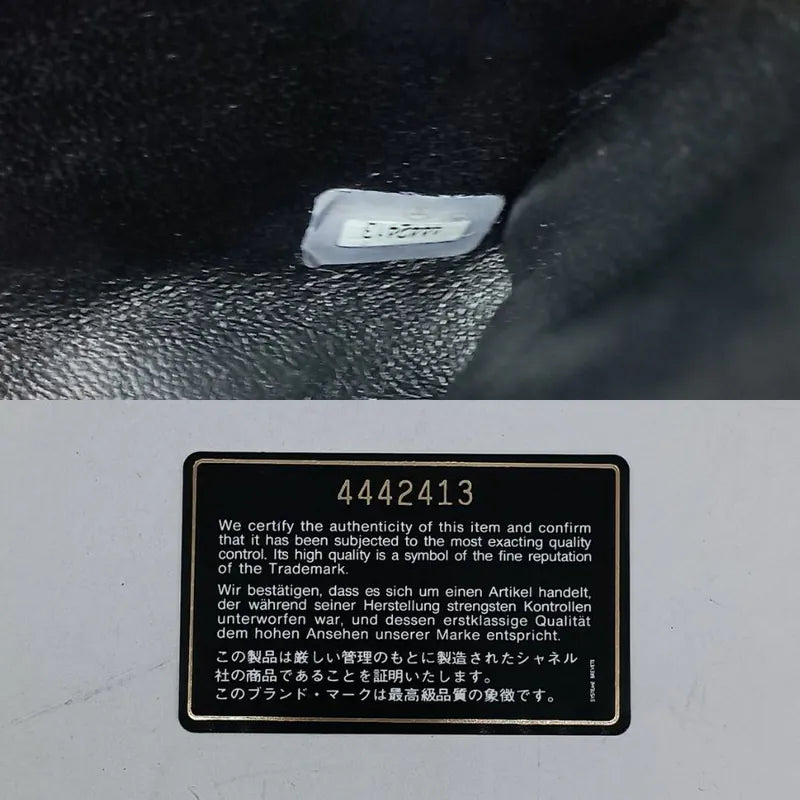 4442413
4442413
We certify the authenticity of this item and confirm
that it has been subjected to the most exacting quality
control. Its high quality is a symbol of the fine reputation
of the Trademark.
Wir bestätigen, dass es sich um einen Artikel handelt,
der während seiner Herstellung strengsten Kontrollen
unterworfen war, und dessen erstklassige Qualität
dem hohen Ansehen unserer Marke entspricht.
この製品は厳しい管理のもとに製造されたシャネル
社の商品であることを証明いたします。
このブランド・マークは最高級品質の象徴です。
SYSTEME BREVETE